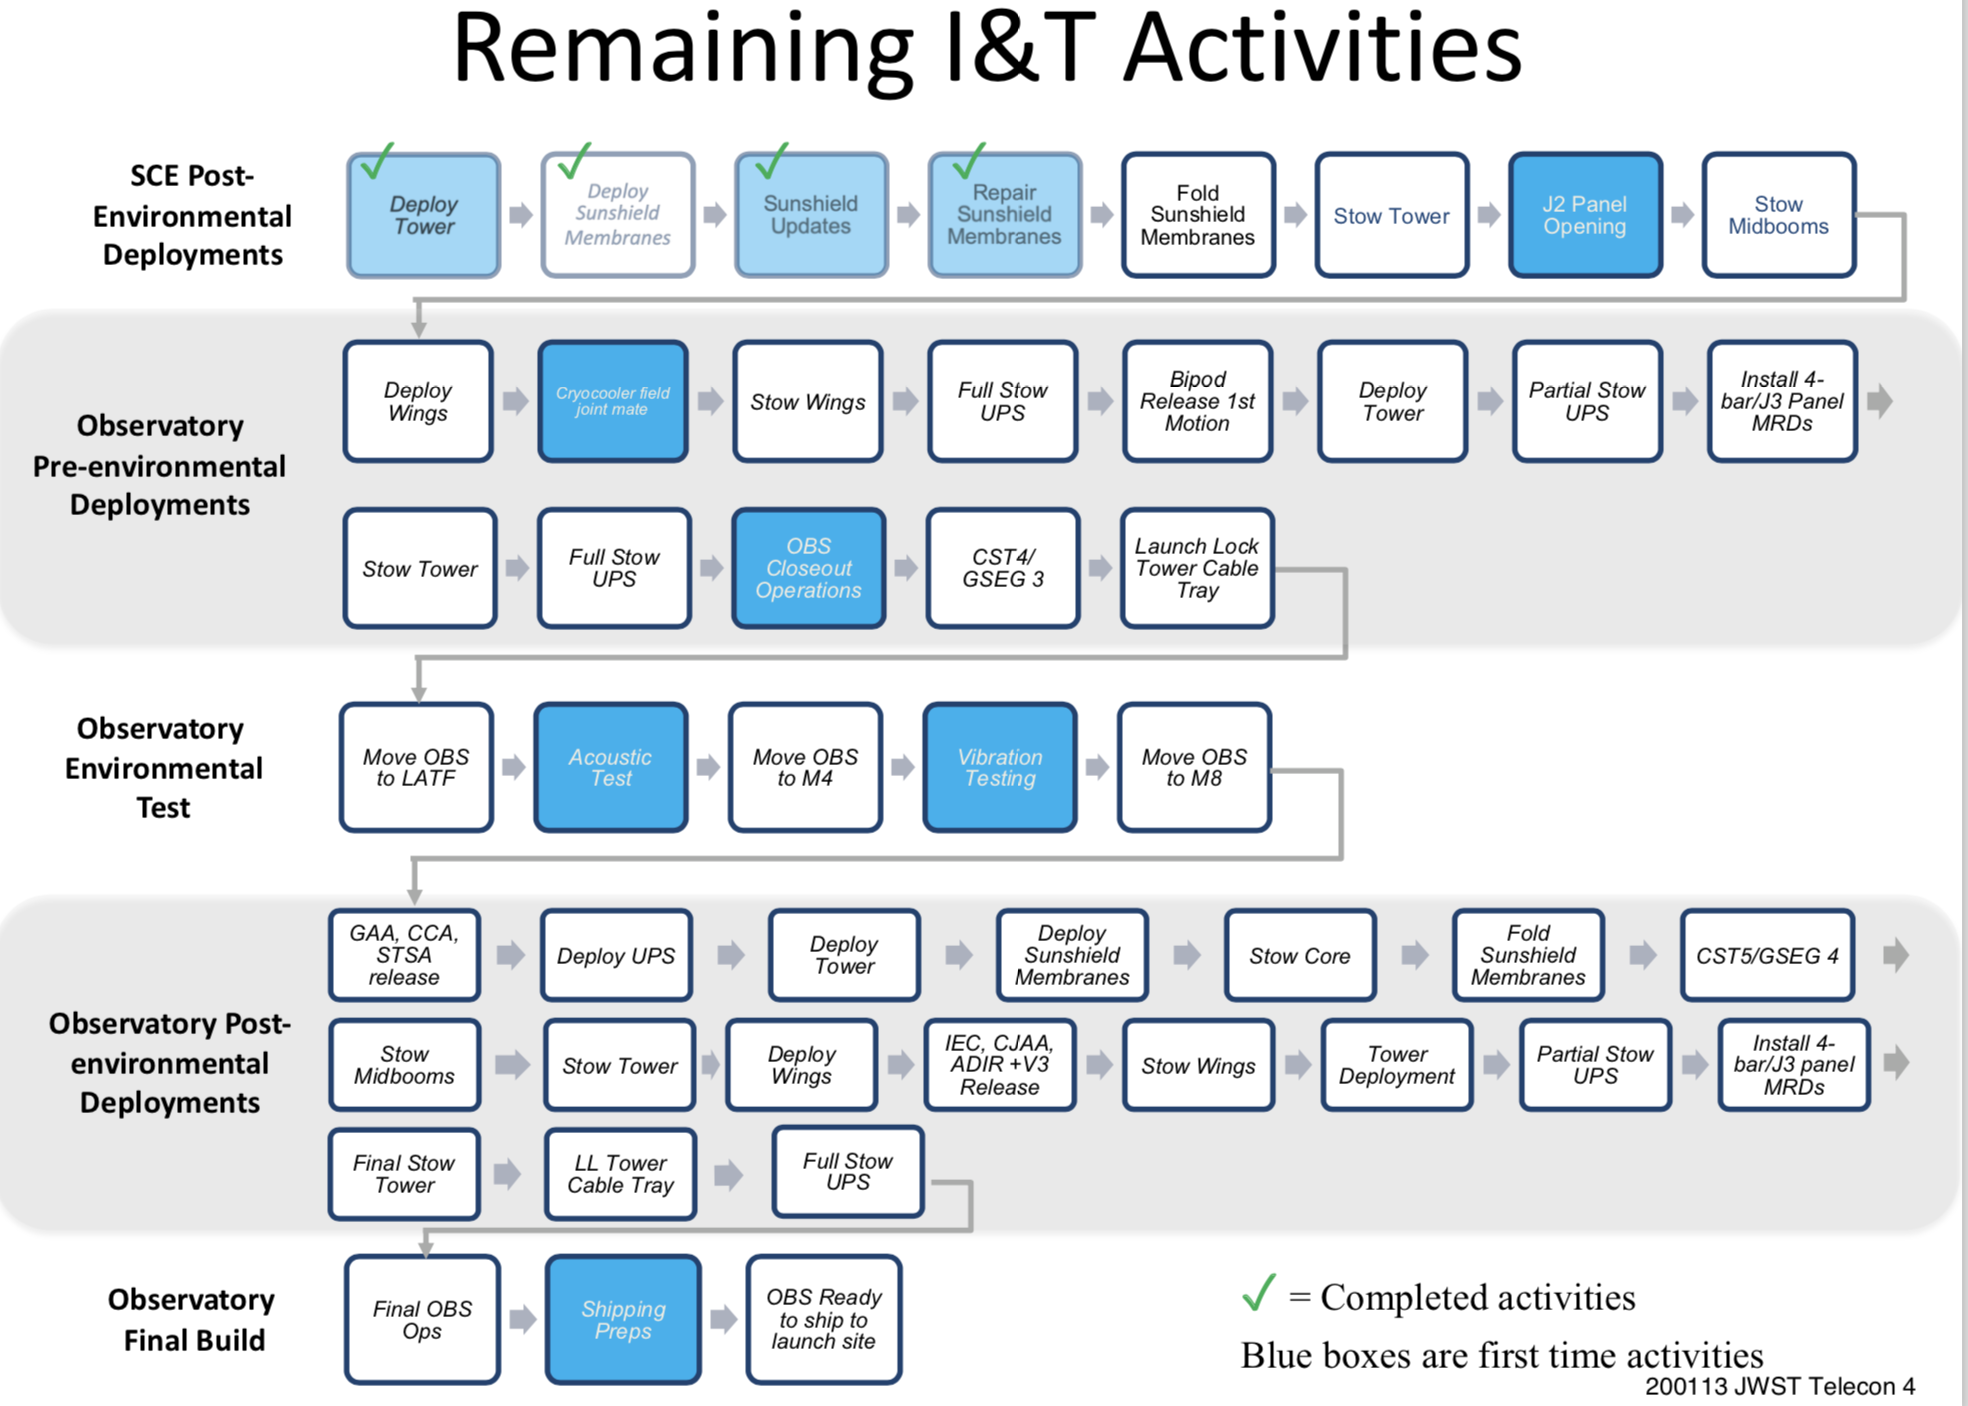 Remaining I&T Activities
SCE Post-
Environmental
Deployments
Deploy
Tower
Deploy
Sunshield
Membranes
Sunshield
Updates
Repair
Sunshield
Membranes
Fold
Sunshield
Membranes
Stow Tower
J2 Panel
Opening
Stow
Midbooms
Observatory
Pre-environmental
Deployments
Deploy
Wings
Cryocooler field
joint mate
Stow Wings
Full Stow
UPS
Bipod
Release 1st
Motion
Deploy
Tower
Partial Stow
UPS
Install 4-
bar/J3 Panel
MRDs
Stow Tower
Full Stow
UPS
OBS
Closeout
Operations
CST4/
GSEG 3
Launch Lock
Tower Cable
Tray
Observatory
Environmental
Test
Move OBS
to LATF
Acoustic
Test
Move OBS
to M4
Vibration
Testing
Move OBS
to M8
Observatory Post-
environmental
Deployments
GAA, CCA,
STSA
release
Deploy UPS
Deploy
Tower
Deploy
Sunshield
Membranes
Stow Core
Fold
Sunshield
Membranes
CST5/GSEG 4
Stow
Midbooms
Stow Tower
Deploy
Wings
IEC, CJAA,
ADIR +V3
Release
Stow Wings
Tower
Deployment
Partial Stow
UPS
Install 4-
bar/J3 panel
MRDs
Final Stow
Tower
LL Tower
Cable Tray
Full Stow
UPS
Observatory
Final Build
Final OBS
Ops
Shipping
Preps
OBS Ready
to ship to
launch site
✓ = Completed activities
Blue boxes are first time activities
200113 JWST Telecon 4